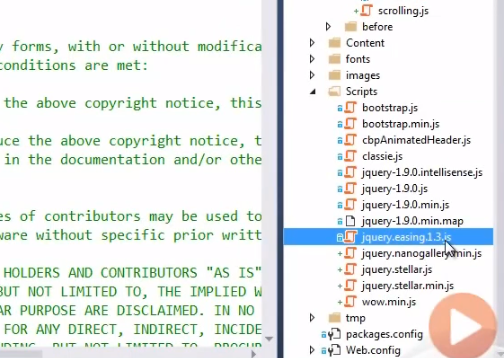 y forms, with or without modifica
conditions are met:
the above copyright notice, this
uce the above copyright notice, t
in the documentation and/or othe
es of contributors may be used to
ware without specific prior writt
HOLDERS AND CONTRIBUTORS "AS IS"
BUT NOT LIMITED TO, THE IMPLIED W
AR PURPOSE ARE DISCLAIMED. IN NO
FOR ANY DIRECT, INDIRECT, INCIDE
scrolling.js
before
Content
fonts
images
Scripts
bootstrap.js
bootstrap.min.js
cbpAnimatedHeader.js
classie.js
jquery-1.9.0.intellisense.js
jquery-1.9.0.js
jquery-1.9.0.min.js
jquery-1.9.0.min.map
jquery.easing.1.3.js
jquery.nanogallery.min.js
jquery.stellar.js
jquery.stellar.min.js
wow.min.js
tmp
packages.config
Web.config